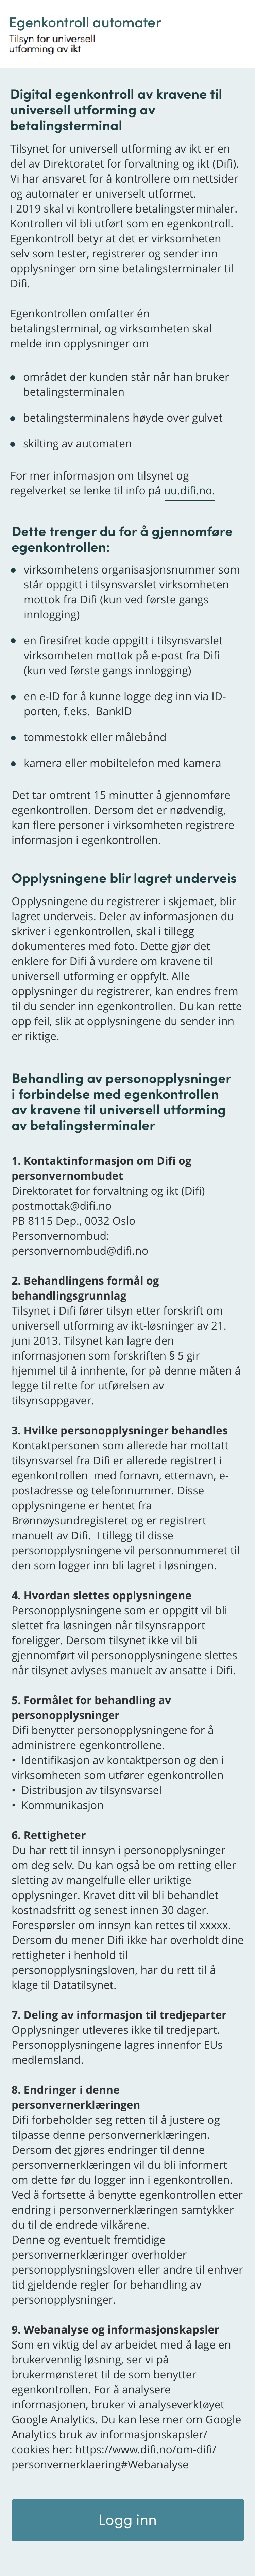 Egenkontroll automater
Tilsyn for universell
utforming av ikt
Digital egenkontroll av kravene til
universell utforming av
betalingsterminal
Tilsynet for universell utforming av ikt er en
del av Direktoratet for forvaltning og ikt (Difi).
Vi har ansvaret for å kontrollere om nettsider
og automater er universelt utformet.
I 2019 skal vi kontrollere betalingsterminaler.
Kontrollen vil bli utført som en egenkontroll.
Egenkontroll betyr at det er virksomheten
selv som tester, registrerer og sender inn
opplysninger om sine betalingsterminaler til
Difi.
Egenkontrollen omfatter én
betalingsterminal, og virksomheten skal
melde inn opplysninger om
• området der kunden står når han bruker
betalingsterminalen
• betalingsterminalens høyde over gulvet
• skilting av automaten
For mer informasjon om tilsynet og
regelverket se lenke til info på uu.difi.no.
Dette trenger du for å gjennomføre
egenkontrollen:
• virksomhetens organisasjonsnummer som
står oppgitt i tilsynsvarslet virksomheten
mottok fra Difi (kun ved første gangs
innlogging)
• en firesifret kode oppgitt i tilsynsvarslet
virksomheten mottok på e-post fra Difi
(kun ved første gangs innlogging)
• en e-ID for å kunne logge deg inn via ID-
porten, f.eks. BankID
• tommestokk eller målebånd
• kamera eller mobiltelefon med kamera
Det tar omtrent 15 minutter å gjennomføre
egenkontrollen. Dersom det er nødvendig,
kan flere personer i virksomheten registrere
informasjon i egenkontrollen.
Opplysningene blir lagret underveis
Opplysningene du registrerer i skjemaet, blir
lagret underveis. Deler av informasjonen du
skriver i egenkontrollen, skal i tillegg
dokumenteres med foto. Dette gjør det
enklere for Difi å vurdere om kravene til
universell utforming er oppfylt. Alle
opplysninger du registrerer, kan endres frem
til du sender inn egenkontrollen. Du kan rette
opp feil, slik at opplysningene du sender inn
er riktige.
Behandling av personopplysninger
i forbindelse med egenkontrollen
av kravene til universell utforming
av betalingsterminaler
1. Kontaktinformasjon om Difi og
personvernombudet
Direktoratet for forvaltning og ikt (Difi)
postmottak@difi.no
PB 8115 Dep., 0032 Oslo
Personvernombud:
personvernombud@difi.no
2. Behandlingens formål og
behandlingsgrunnlag
Tilsynet i Difi fører tilsyn etter forskrift om
universell utforming av ikt-løsninger av 21.
juni 2013. Tilsynet kan lagre den
informasjonen som forskriften § 5 gir
hjemmel til å innhente, for på denne måten å
legge til rette for utførelsen av
tilsynsoppgaver.
3. Hvilke personopplysninger behandles
Kontaktpersonen som allerede har mottatt
tilsynsvarsel fra Difi er allerede registrert i
egenkontrollen med fornavn, etternavn, e-
postadresse og telefonnummer. Disse
opplysningene er hentet fra
Brønnøysundregisteret og er registrert
manuelt av Difi. I tillegg til disse
personopplysningene vil personnummeret til
den som logger inn bli lagret i løsningen.
4. Hvordan slettes opplysningene
Personopplysningene som er oppgitt vil bli
slettet fra løsningen når tilsynsrapport
foreligger. Dersom tilsynet ikke vil bli
gjennomført vil personopplysningene slettes
når tilsynet avlyses manuelt av ansatte i Difi.
5. Formålet for behandling av
personopplysninger
Difi benytter personopplysningene for å
administrere egenkontrollene.
• Identifikasjon av kontaktperson og den i
virksomheten som utfører egenkontrollen
• Distribusjon av tilsynsvarsel
• Kommunikasjon
6. Rettigheter
Du har rett til innsyn i personopplysninger
om deg selv. Du kan også be om retting eller
sletting av mangelfulle eller uriktige
opplysninger. Kravet ditt vil bli behandlet
kostnadsfritt og senest innen 30 dager.
Forespørsler om innsyn kan rettes til xxxxx.
Dersom du mener Difi ikke har overholdt dine
rettigheter i henhold til
personopplysningsloven, har du rett til å
klage til Datatilsynet.
7. Deling av informasjon til tredjeparter
Opplysninger utleveres ikke til tredjepart.
Personopplysningene lagres innenfor EUs
medlemsland.
8. Endringer i denne
personvernerklæringen
Difi forbeholder seg retten til å justere og
tilpasse denne personvernerklæringen.
Dersom det gjøres endringer til denne
personvernerklæringen vil du bli informert
om dette før du logger inn i egenkontrollen.
Ved å fortsette å benytte egenkontrollen etter
endring i personvernerklæringen samtykker
du til de endrede vilkårene.
Denne og eventuelt fremtidige
personvernerklæringer overholder
personopplysningsloven eller andre til enhver
tid gjeldende regler for behandling av
personopplysninger.
9. Webanalyse og informasjonskapsler
Som en viktig del av arbeidet med å lage en
brukervennlig løsning, ser vi på
brukermønsteret til de som benytter
egenkontrollen. For å analysere
informasjonen, bruker vi analyseverktøyet
Google Analytics. Du kan lese mer om Google
Analytics bruk av informasjonskapsler/
cookies her: https://www.difi.no/om-difi/
personvernerklaering#Webanalyse
Logg inn